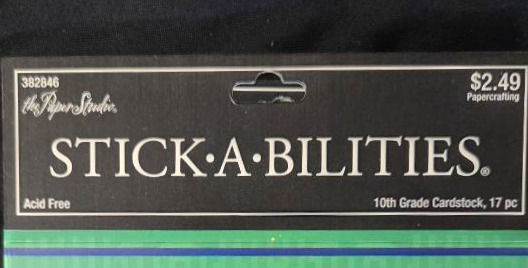 382846
$2.49
the Paper Studio®
Papercrafting
STICK·A·BILITIES®
Acid Free
10th Grade Cardstock, 17 pc